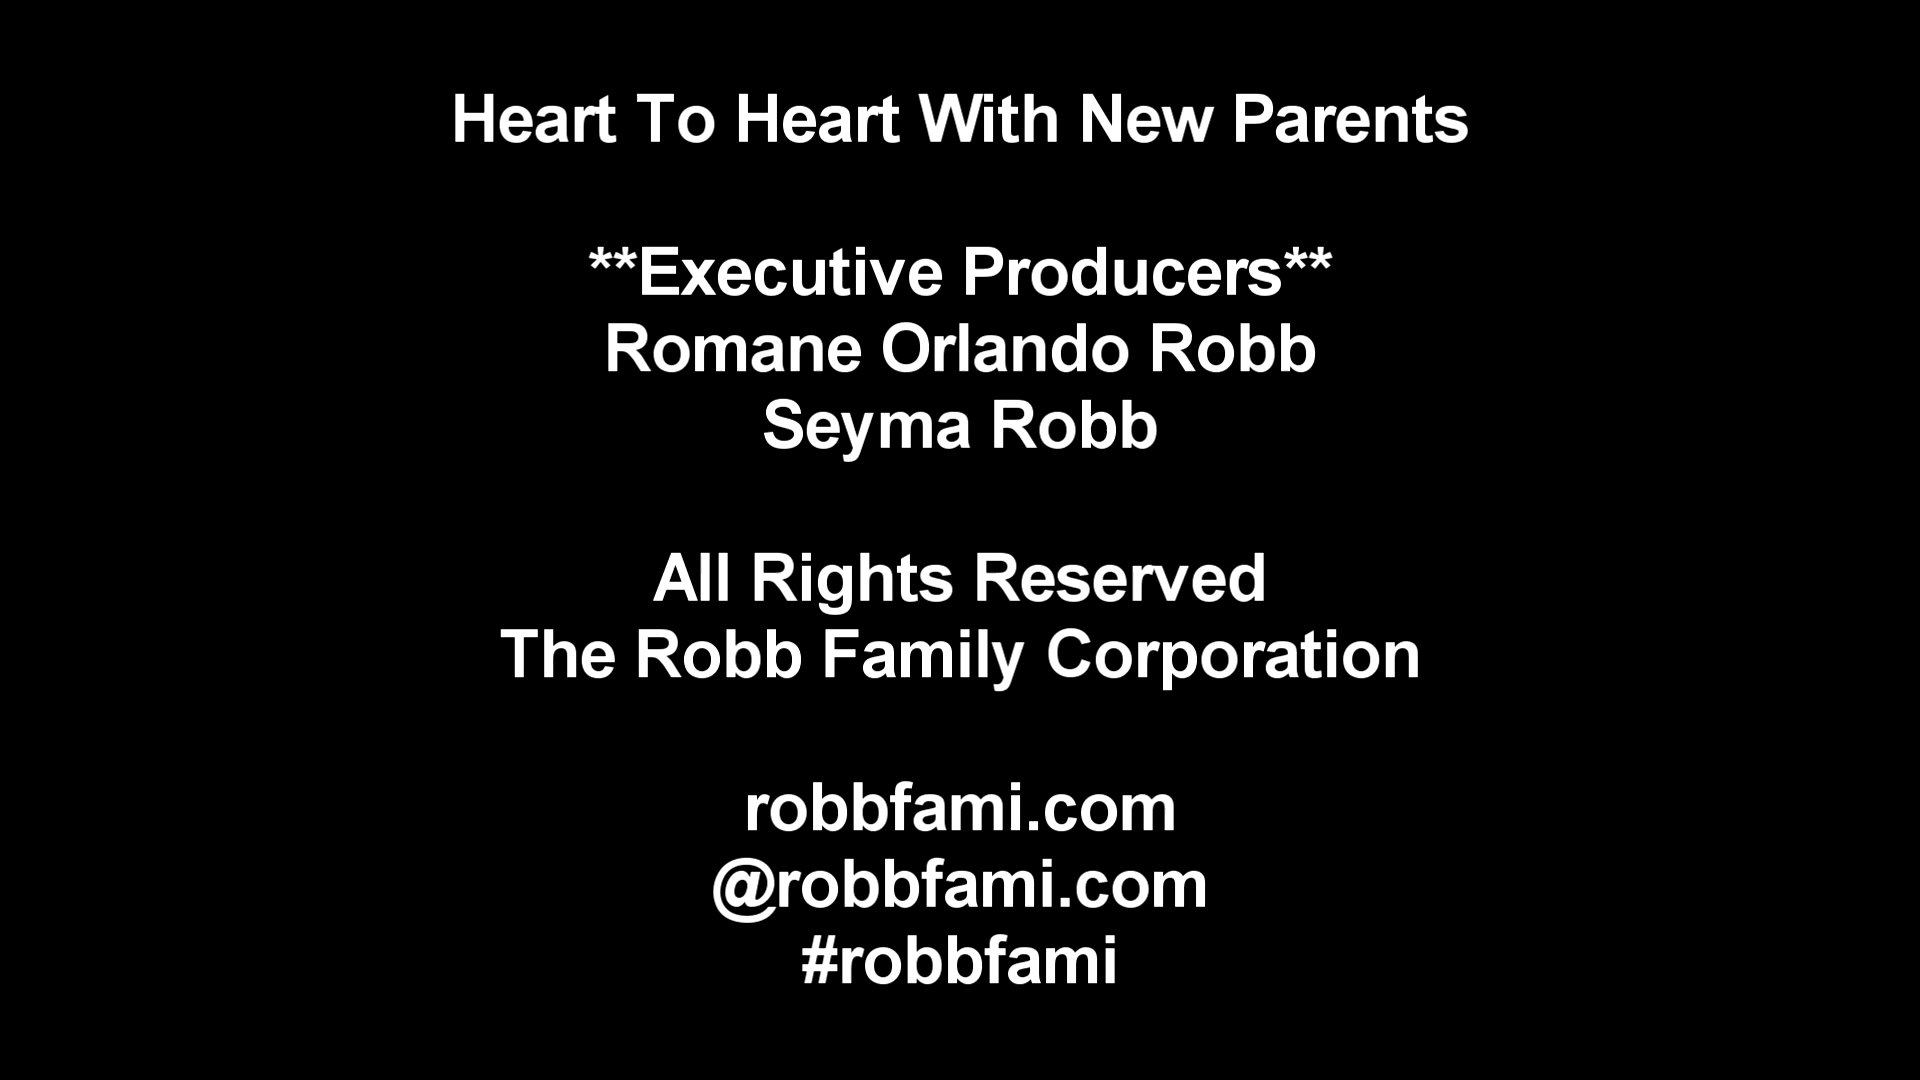 Heart To Heart With New Parents
**Executive Producers**
Romane Orlando Robb
Seyma Robb
All Rights Reserved
The Robb Family Corporation
robbfami.com
@robbfami.com
#robbfami